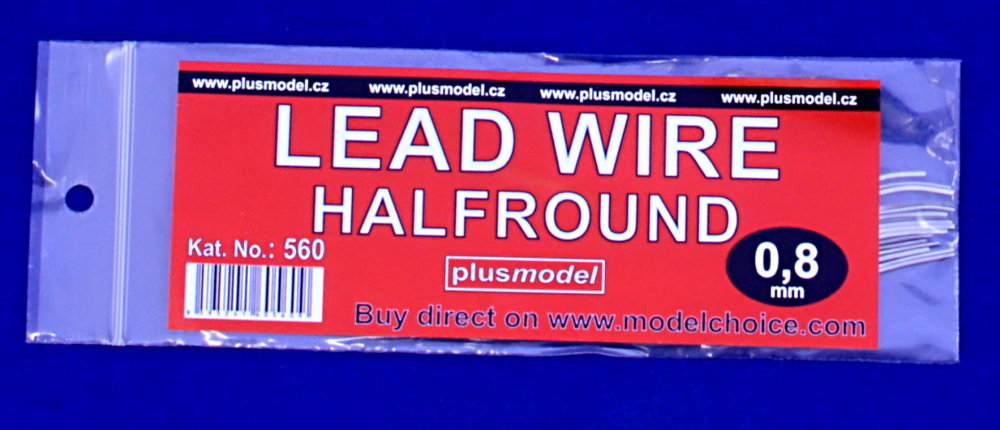 www.plusmodel.cz www.plusmodel.cz www.plusmodel.cz www.plusmodel.cz
LEAD WIRE
HALFROUND
Kat. No.: 560
0,8
mm
plusmodel
Buy direct on www.modelchoice.com